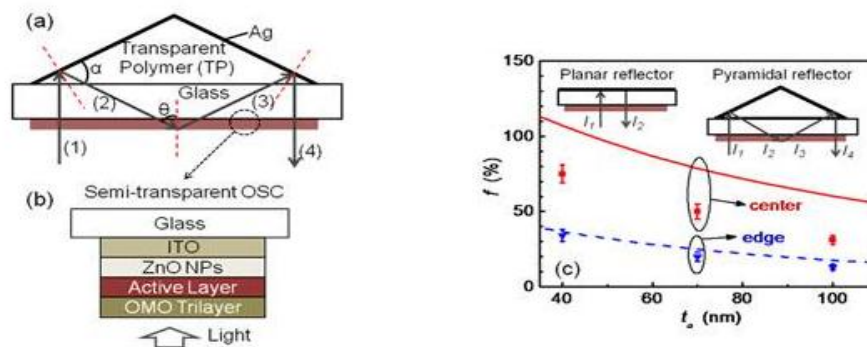 (a)
Ag
Transparent
Polymer (TP)
α
Glass
(2)
θ
(3)
(1)
(4)
Semi-transparent OSC
(b)
Glass
ITO
ZnO NPs
Active Layer
OMO Trilayer
Light
150
100
50
0
f (%)
Planar reflector
Pyramidal reflector
I₁
I₂
I₁
I₂
I₃
I₄
center
edge
(c)
40
60
80
100
tₐ (nm)